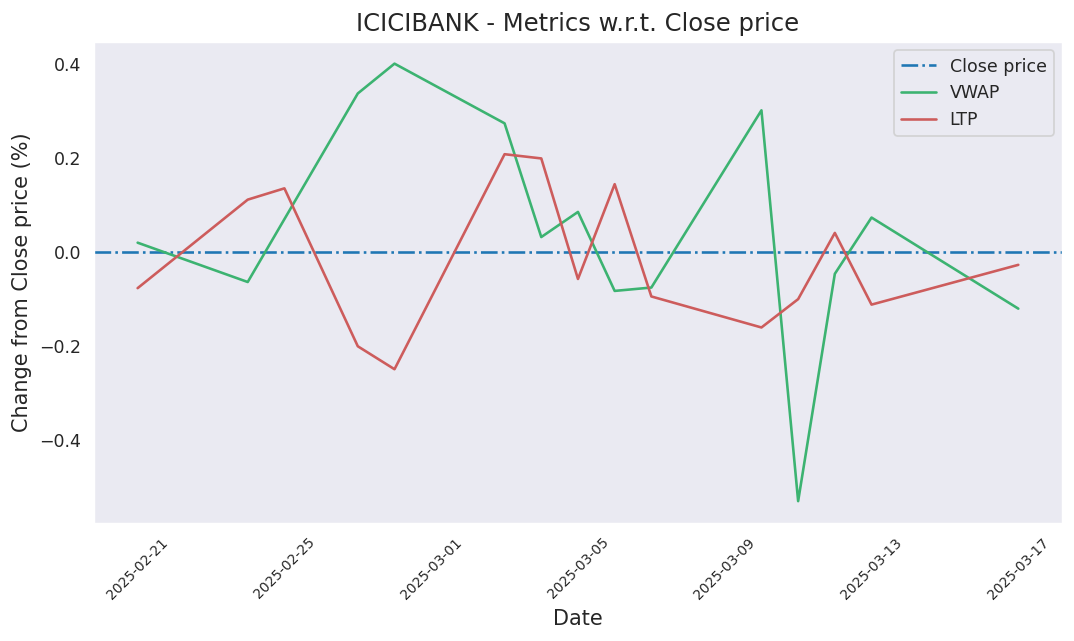 ICICIBANK - Metrics w.r.t. Close price
Close price
VWAP
LTP
Change from Close price (%)
0.4
0.2
0.0
−0.2
−0.4
2025-02-21
2025-02-25
2025-03-01
2025-03-05
2025-03-09
2025-03-13
2025-03-17
Date